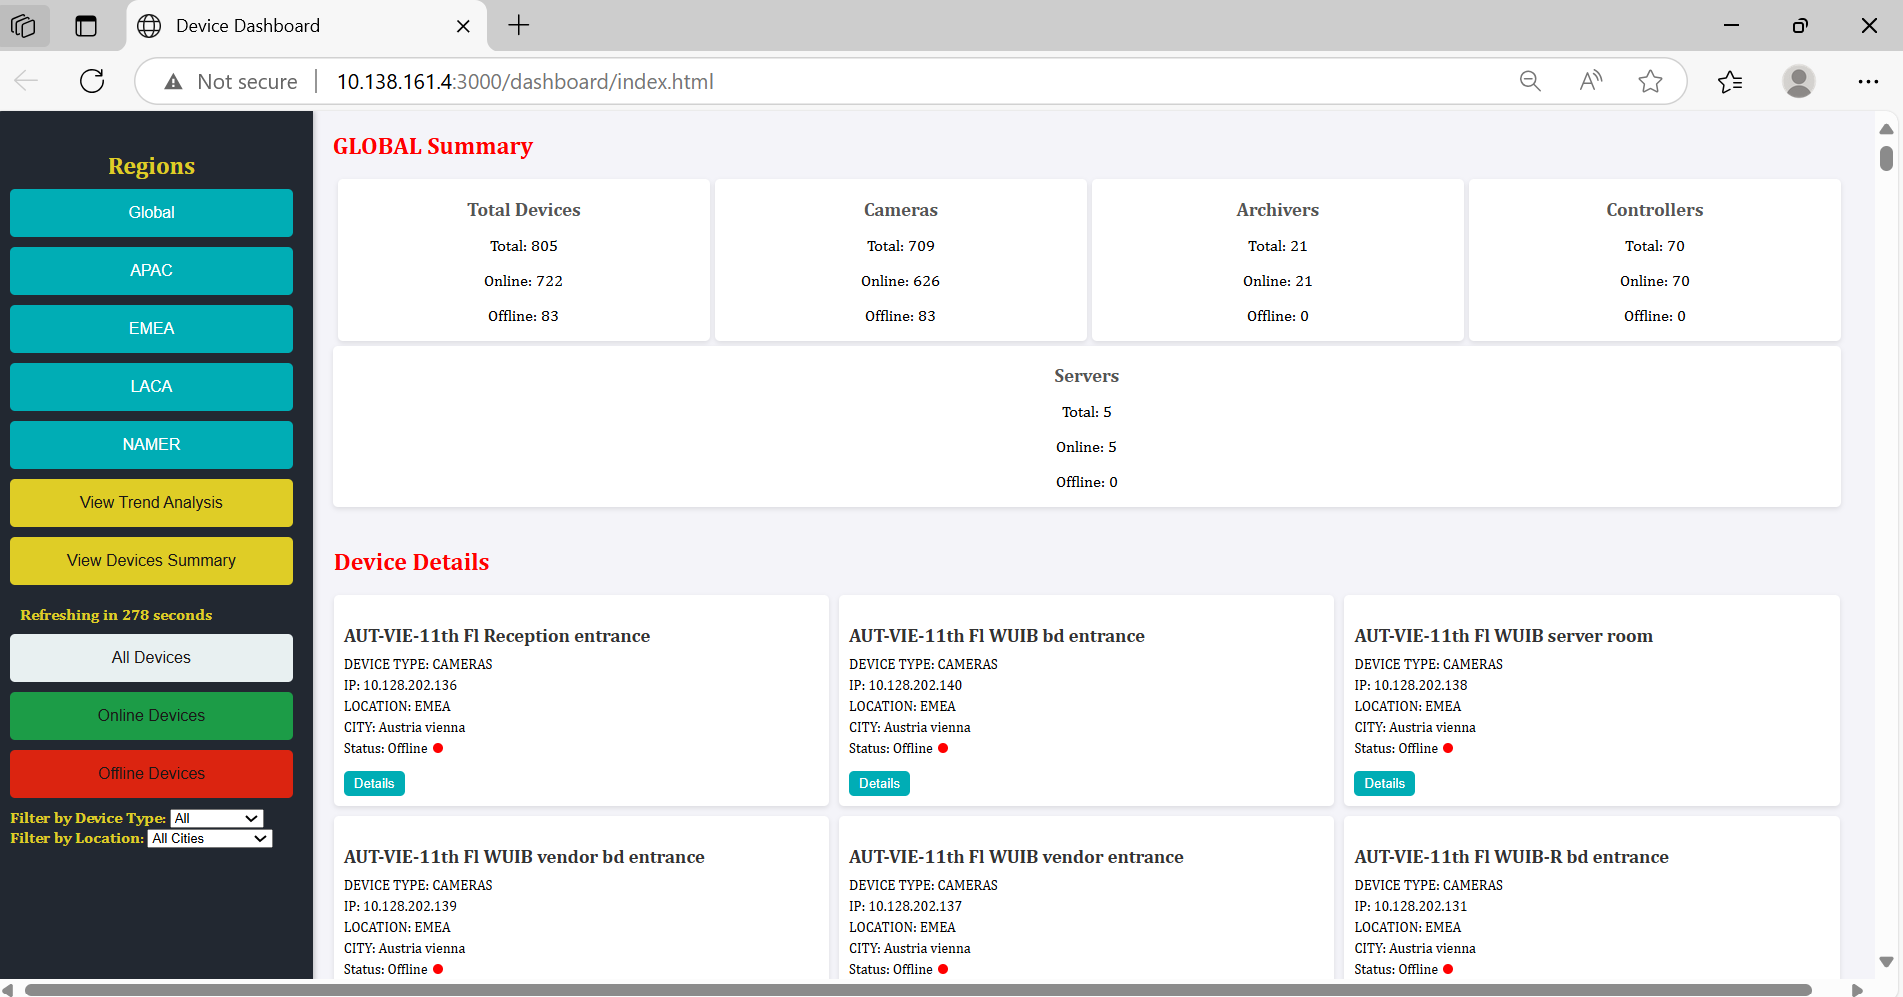 Device Dashboard
Not secure
10.138.161.4:3000/dashboard/index.html
Regions
Global
APAC
EMEA
LACA
NAMER
View Trend Analysis
View Devices Summary
Refreshing in 278 seconds
All Devices
Online Devices
Offline Devices
Filter by Device Type: All
Filter by Location: All Cities
GLOBAL Summary
Total Devices
Total: 805
Online: 722
Offline: 83
Cameras
Total: 709
Online: 626
Offline: 83
Archivers
Total: 21
Online: 21
Offline: 0
Controllers
Total: 70
Online: 70
Offline: 0
Servers
Total: 5
Online: 5
Offline: 0
Device Details
AUT-VIE-11th Fl Reception entrance
DEVICE TYPE: CAMERAS
IP: 10.128.202.136
LOCATION: EMEA
CITY: Austria vienna
Status: Offline
Details
AUT-VIE-11th Fl WUIB bd entrance
DEVICE TYPE: CAMERAS
IP: 10.128.202.140
LOCATION: EMEA
CITY: Austria vienna
Status: Offline
Details
AUT-VIE-11th Fl WUIB server room
DEVICE TYPE: CAMERAS
IP: 10.128.202.138
LOCATION: EMEA
CITY: Austria vienna
Status: Offline
Details
AUT-VIE-11th Fl WUIB vendor bd entrance
DEVICE TYPE: CAMERAS
IP: 10.128.202.139
LOCATION: EMEA
CITY: Austria vienna
Status: Offline
AUT-VIE-11th Fl WUIB vendor entrance
DEVICE TYPE: CAMERAS
IP: 10.128.202.137
LOCATION: EMEA
CITY: Austria vienna
Status: Offline
AUT-VIE-11th Fl WUIB-R bd entrance
DEVICE TYPE: CAMERAS
IP: 10.128.202.131
LOCATION: EMEA
CITY: Austria vienna
Status: Offline